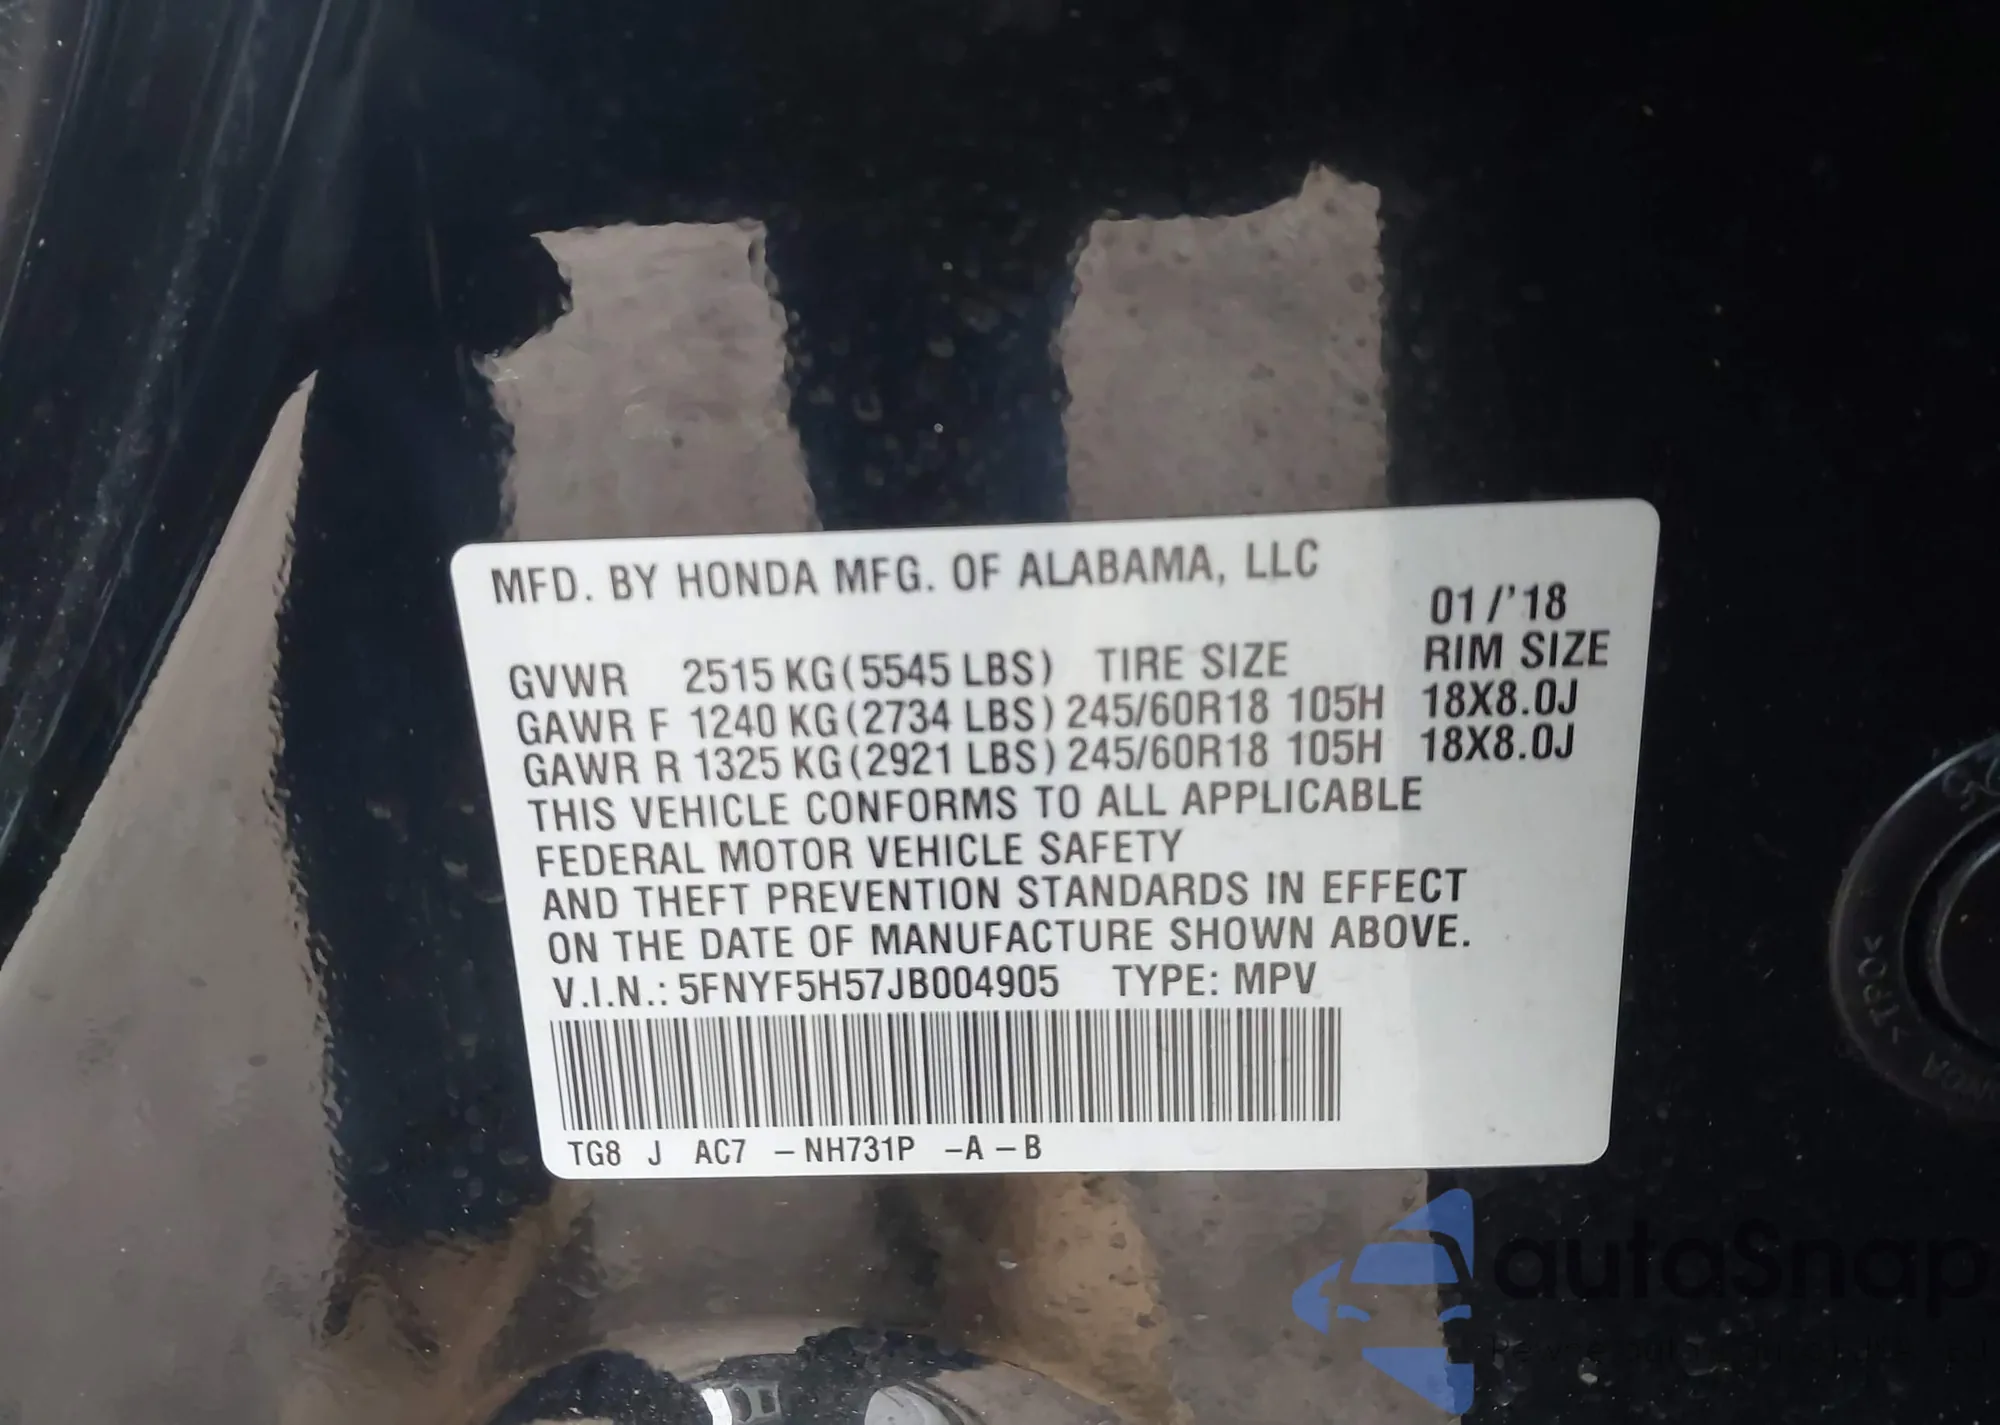 MFD. BY HONDA MFG. OF ALABAMA, LLC
01/'18
GVWR 2515 KG (5545 LBS) TIRE SIZE RIM SIZE
GAWR F 1240 KG (2734 LBS) 245/60R18 105H 18X8.0J
GAWR R 1325 KG (2921 LBS) 245/60R18 105H 18X8.0J
THIS VEHICLE CONFORMS TO ALL APPLICABLE
FEDERAL MOTOR VEHICLE SAFETY
AND THEFT PREVENTION STANDARDS IN EFFECT
ON THE DATE OF MANUFACTURE SHOWN ABOVE.
V.I.N.: 5FNYF5H57JB004905 TYPE: MPV
TG8 J AC7 – NH731P – A – B
>TPO<
autoSnap